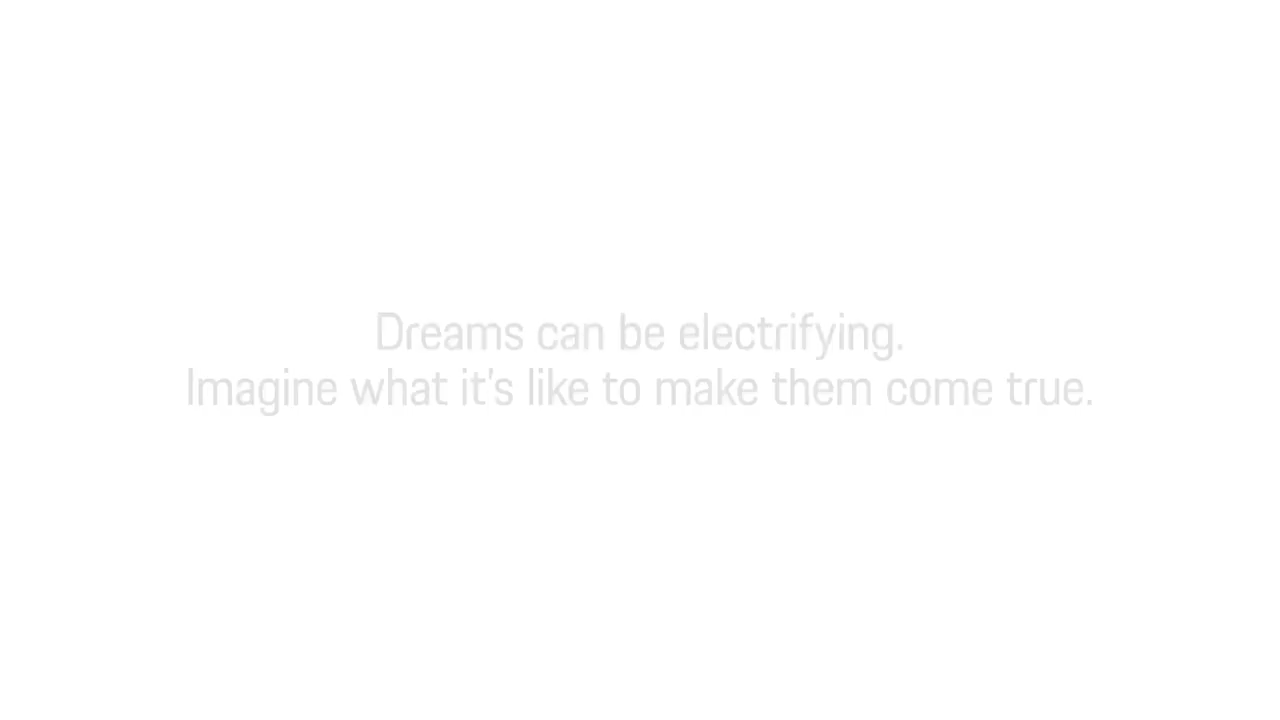 Dreams can be electrifying.
Imagine what it's like to make them come true.